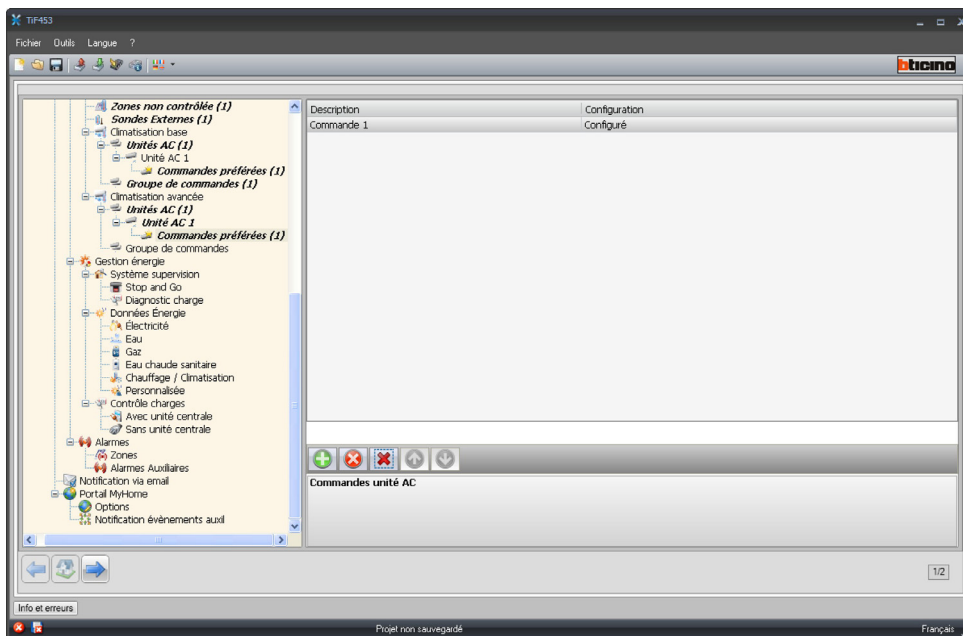 TiF453
Fichier Outils Langue ?
bticino
Zones non contrôlée (1)
Sondes Externes (1)
Climatisation base
Unités AC (1)
Unité AC 1
Commandes préférées (1)
Groupe de commandes (1)
Climatisation avancée
Unités AC (1)
Unité AC 1
Commandes préférées (1)
Groupe de commandes
Gestion énergie
Système supervision
Stop and Go
Diagnostic charge
Données Énergie
Électricité
Eau
Gaz
Eau chaude sanitaire
Chauffage / Climatisation
Personnalisée
Contrôle charges
Avec unité centrale
Sans unité centrale
Alarmes
Zones
Alarmes Auxiliaires
Notification via email
Portail MyHome
Options
Notification évènements auxil
Description Configuration
Commande 1 Configuré
Commandes unité AC
1/2
Info et erreurs
Projet non sauvegardé Français